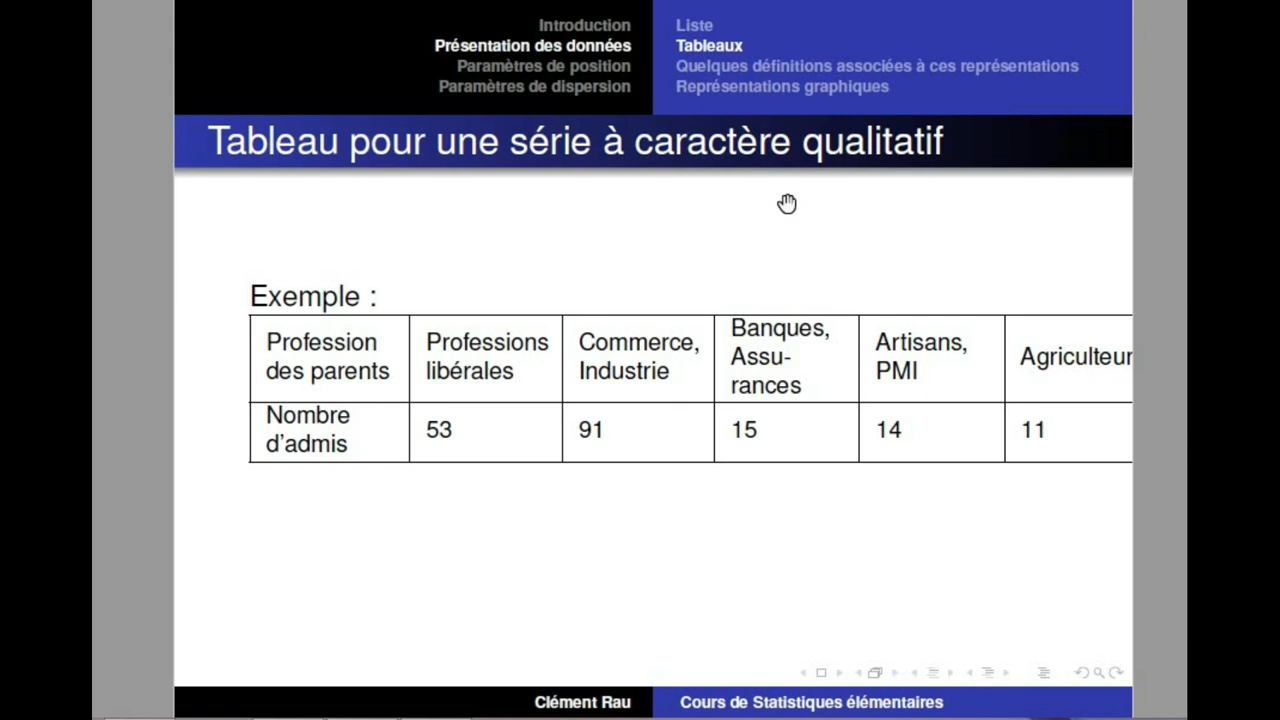 Introduction
Présentation des données
Paramètres de position
Paramètres de dispersion
Liste
Tableaux
Quelques définitions associées à ces représentations
Représentations graphiques
Tableau pour une série à caractère qualitatif
Exemple :
Profession
des parents
Professions
libérales
Commerce,
Industrie
Banques,
Assu-
rances
Artisans,
PMI
Agriculteur
Nombre
d'admis
53
91
15
14
11
Clément Rau
Cours de Statistiques élémentaires